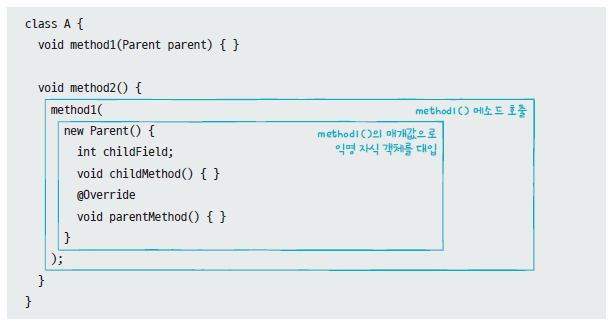 class A {
void method1(Parent parent) { }
void method2() {
method1(
method1() 메소드 호출
new Parent() {
method1()의 매개값으로
익명 자식 객체를 대입
int childField;
void childMethod() { }
@Override
void parentMethod() { }
}
);
}
}